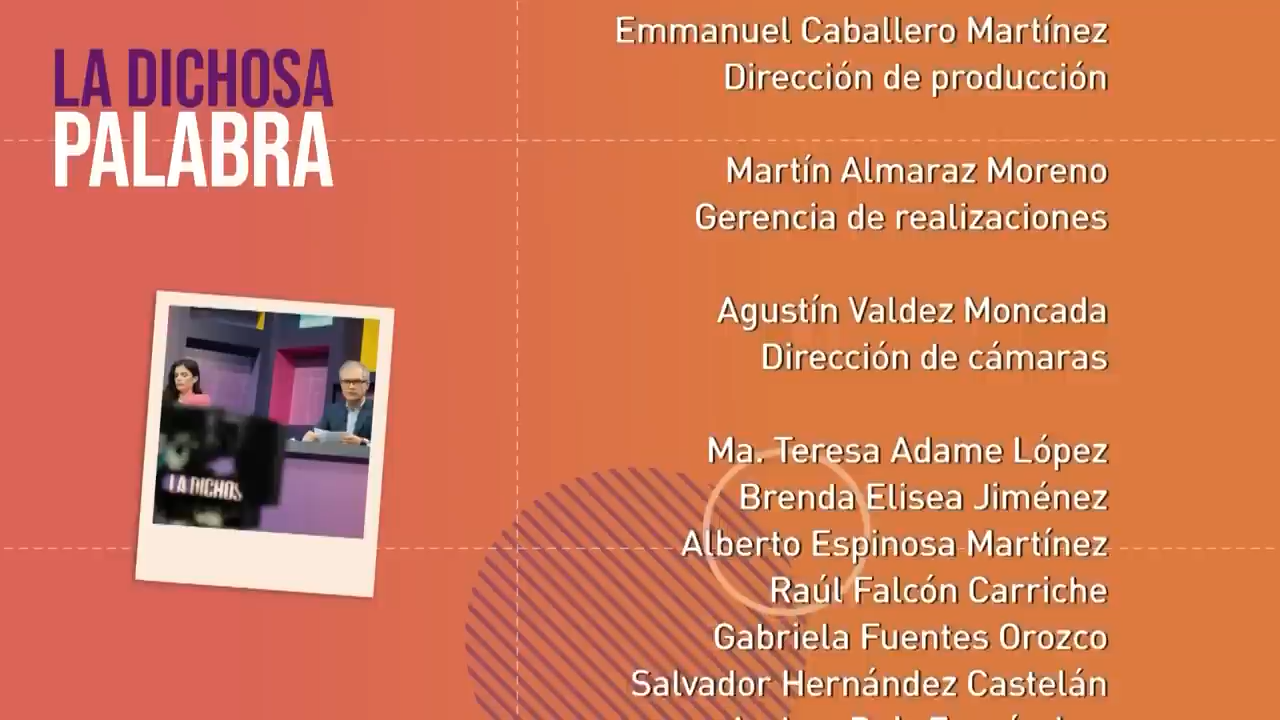 LA DICHOSA
PALABRA
Emmanuel Caballero Martínez
Dirección de producción
Martín Almaraz Moreno
Gerencia de realizaciones
Agustín Valdez Moncada
Dirección de cámaras
Ma. Teresa Adame López
Brenda Elisea Jiménez
Alberto Espinosa Martínez
Raúl Falcón Carriche
Gabriela Fuentes Orozco
Salvador Hernández Castelán
LA DICHOS